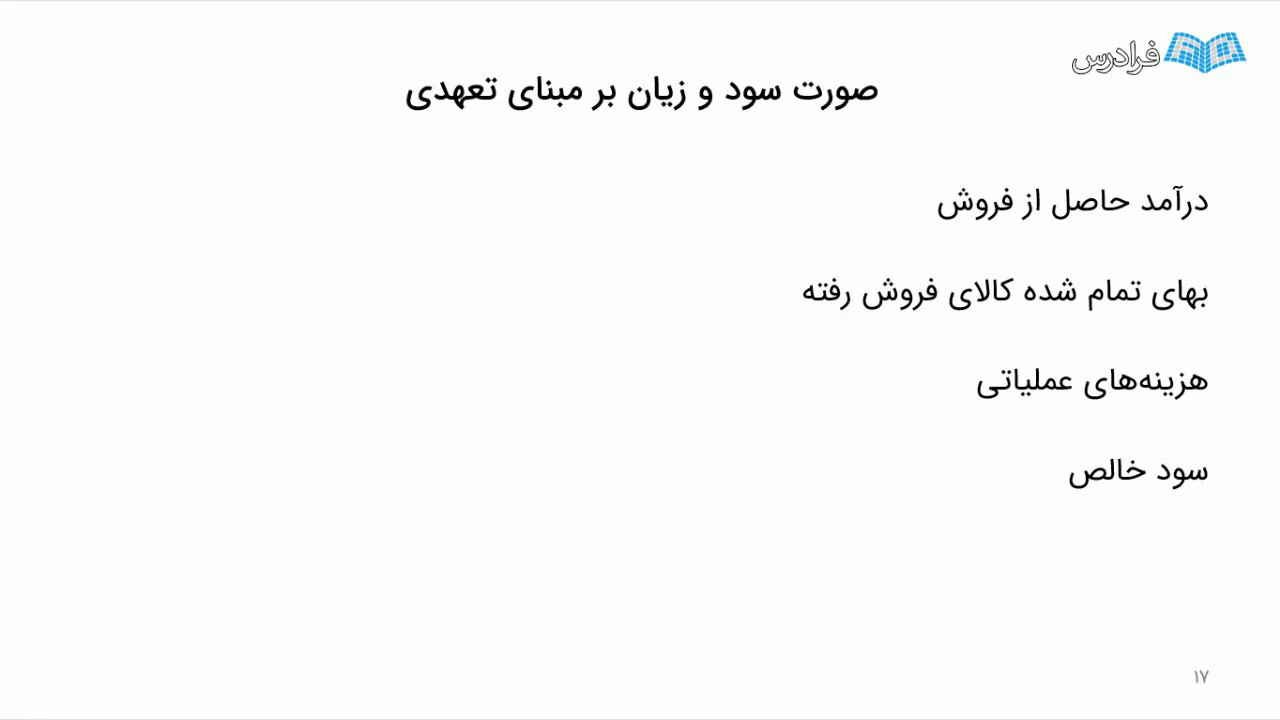 فرادرس
صورت سود و زیان بر مبنای تعهدی
درآمد حاصل از فروش
بهای تمام شده کالای فروش رفته
هزینه‌های عملیاتی
سود خالص
۱۷